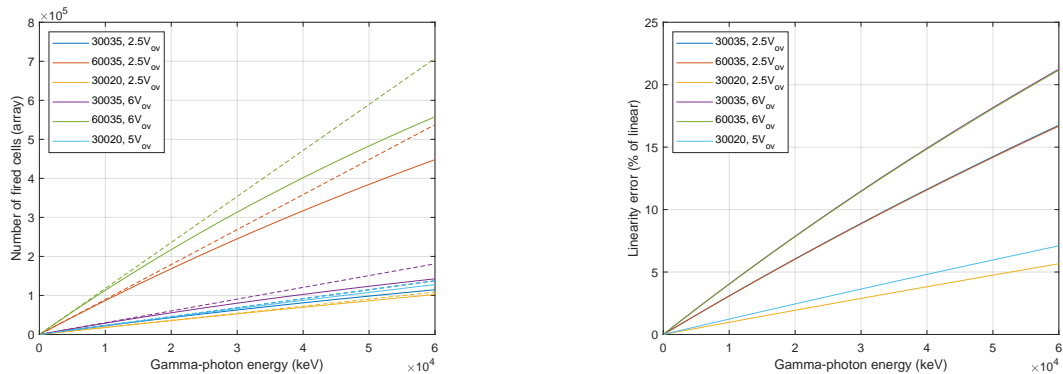 ×10^5
8
7
6
5
4
3
2
1
0
Number of fired cells (array)
30035, 2.5V_ov
60035, 2.5V_ov
30020, 2.5V_ov
30035, 6V_ov
60035, 6V_ov
30020, 5V_ov
0 1 2 3 4 5 6
Gamma-photon energy (keV)
×10^4
25
20
15
10
5
0
Linearity error (% of linear)
30035, 2.5V_ov
60035, 2.5V_ov
30020, 2.5V_ov
30035, 6V_ov
60035, 6V_ov
30020, 5V_ov
0 1 2 3 4 5 6
Gamma-photon energy (keV)
×10^4